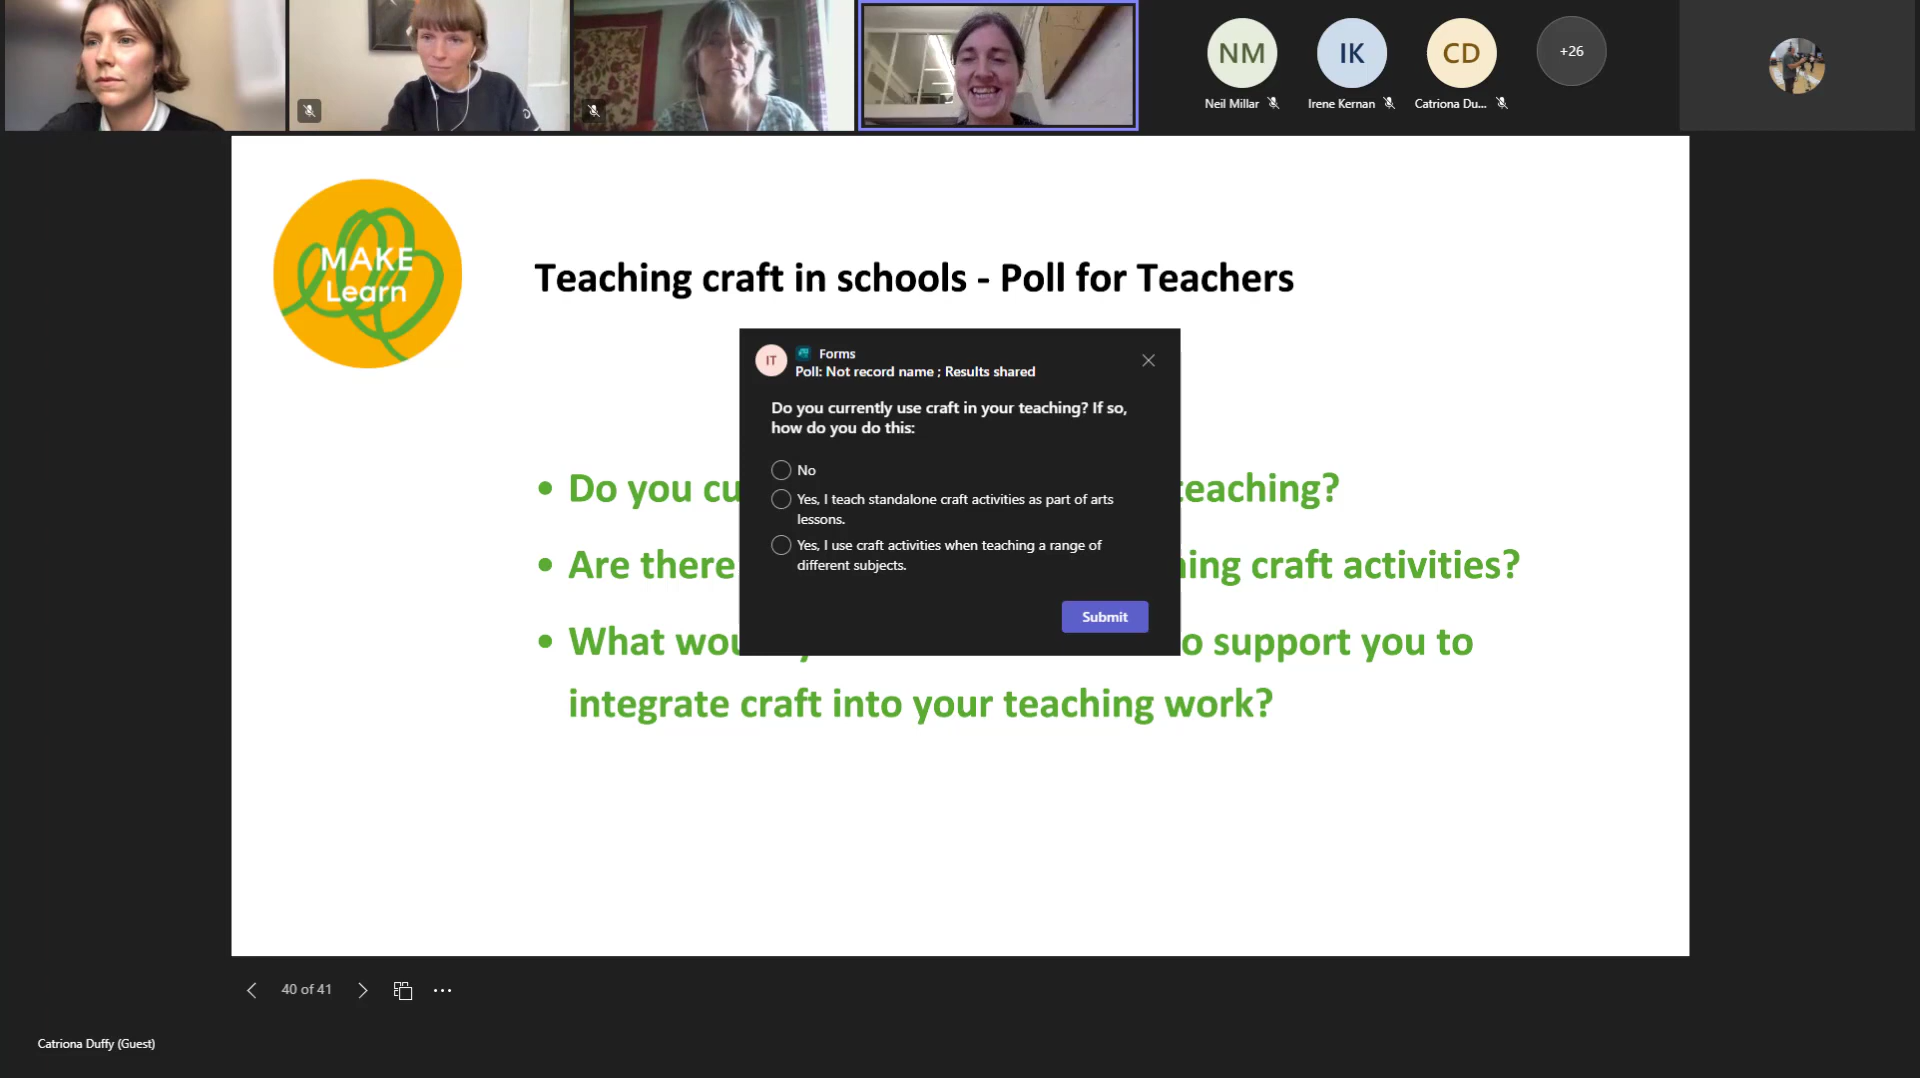 NM
IK
CD
+26
Neil Millar
Irene Kernan
Catriona Du...
MAKE
Learn
Teaching craft in schools - Poll for Teachers
IT
Forms
Poll: Not record name ; Results shared
Do you currently use craft in your teaching? If so,
how do you do this:
No
Yes, I teach standalone craft activities as part of arts
lessons.
Yes, I use craft activities when teaching a range of
different subjects.
Submit
• Do you cu teaching?
• Are there ing craft activities?
• What wou o support you to
integrate craft into your teaching work?
40 of 41
Catriona Duffy (Guest)